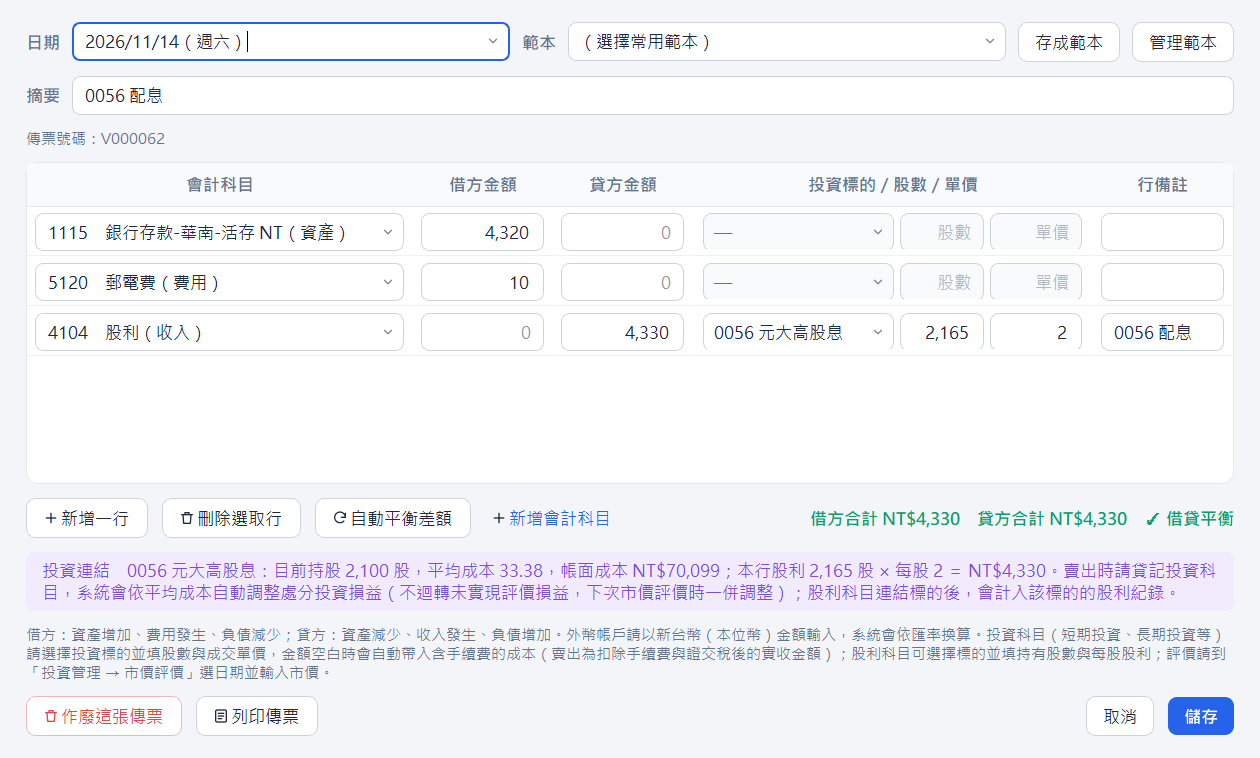 日期 2026/11/14（週六） 範本 （選擇常用範本） 存成範本 管理範本
摘要 0056 配息
傳票號碼：V000062
會計科目 借方金額 貸方金額 投資標的 / 股數 / 單價 行備註
1115 銀行存款-華南-活存 NT（資產） 4,320 0 — 股數 單價
5120 郵電費（費用） 10 0 — 股數 單價
4104 股利（收入） 0 4,330 0056 元大高股息 2,165 2 0056 配息
+ 新增一行 刪除選取行 自動平衡差額 + 新增會計科目 借方合計 NT$4,330 貸方合計 NT$4,330 ✓ 借貸平衡
投資連結 0056 元大高股息：目前持股 2,100 股，平均成本 33.38，帳面成本 NT$70,099；本行股利 2,165 股 × 每股 2 ＝ NT$4,330。賣出時請貸記投資科
目，系統會依平均成本自動調整處分投資損益（不迴轉未實現評價損益，下次市價評價時一併調整）；股利科目連結標的後，會計入該標的的股利紀錄。
借方：資產增加、費用發生、負債減少；貸方：資產減少、收入發生、負債增加。外幣帳戶請以新台幣（本位幣）金額輸入，系統會依匯率換算。投資科目（短期投資、長期投資等）
請選擇投資標的並填股數與成交單價，金額空白時會自動帶入含手續費的成本（賣出為扣除手續費與證交稅後的實收金額）；股利科目可選擇標的並填持有股數與每股股利；評價請到
「投資管理 → 市價評價」選日期並輸入市價。
作廢這張傳票 列印傳票 取消 儲存